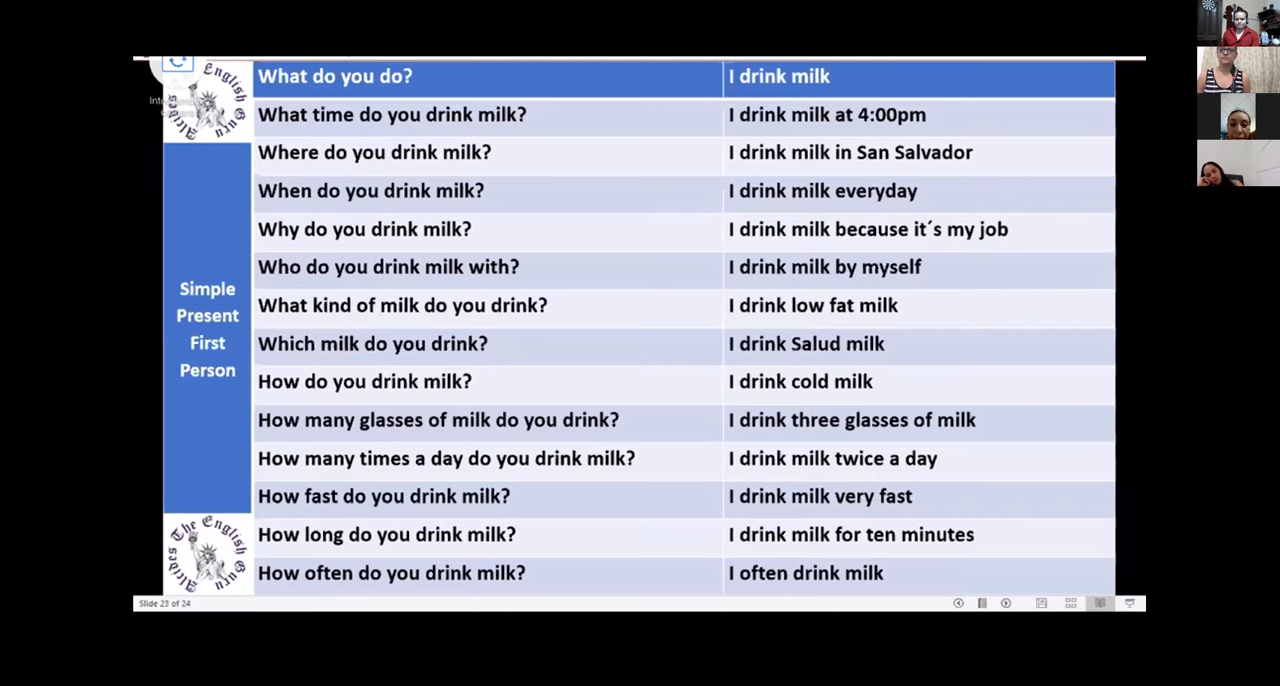 What do you do? I drink milk
What time do you drink milk? I drink milk at 4:00pm
Where do you drink milk? I drink milk in San Salvador
When do you drink milk? I drink milk everyday
Why do you drink milk? I drink milk because it´s my job
Who do you drink milk with? I drink milk by myself
What kind of milk do you drink? I drink low fat milk
Which milk do you drink? I drink Salud milk
How do you drink milk? I drink cold milk
How many glasses of milk do you drink? I drink three glasses of milk
How many times a day do you drink milk? I drink milk twice a day
How fast do you drink milk? I drink milk very fast
How long do you drink milk? I drink milk for ten minutes
How often do you drink milk? I often drink milk
Simple
Present
First
Person
English Guru Alcides
Alcides The English Guru
Slide 23 of 24